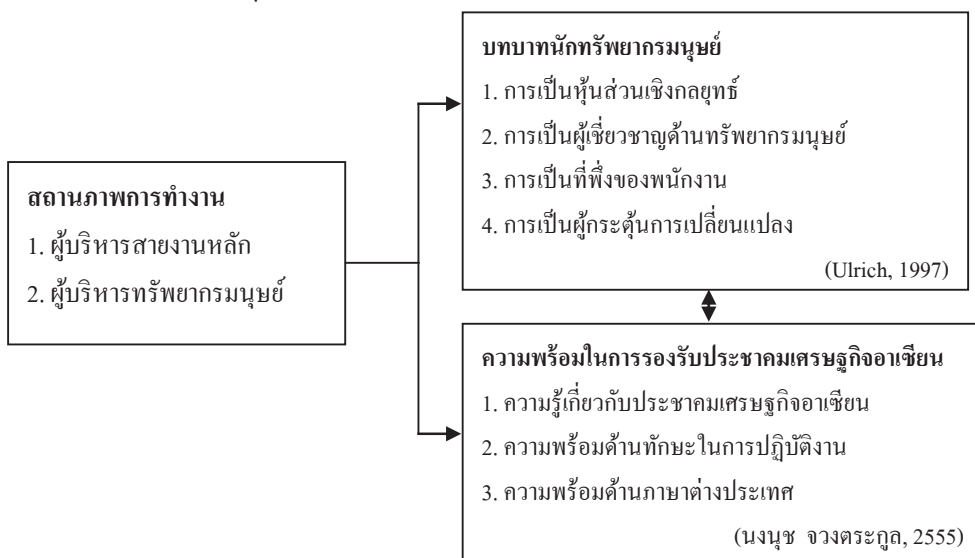 สถานภาพการทำงาน
1. ผู้บริหารสายงานหลัก
2. ผู้บริหารทรัพยากรมนุษย์
บทบาทนักทรัพยากรมนุษย์
1. การเป็นหุ้นส่วนเชิงกลยุทธ์
2. การเป็นผู้เชี่ยวชาญด้านทรัพยากรมนุษย์
3. การเป็นที่พึ่งของพนักงาน
4. การเป็นผู้กระตุ้นการเปลี่ยนแปลง
(Ulrich, 1997)
ความพร้อมในการรองรับประชาคมเศรษฐกิจอาเซียน
1. ความรู้เกี่ยวกับประชาคมเศรษฐกิจอาเซียน
2. ความพร้อมด้านทักษะในการปฏิบัติงาน
3. ความพร้อมด้านภาษาต่างประเทศ
(นงนุช จวงตระกูล, 2555)